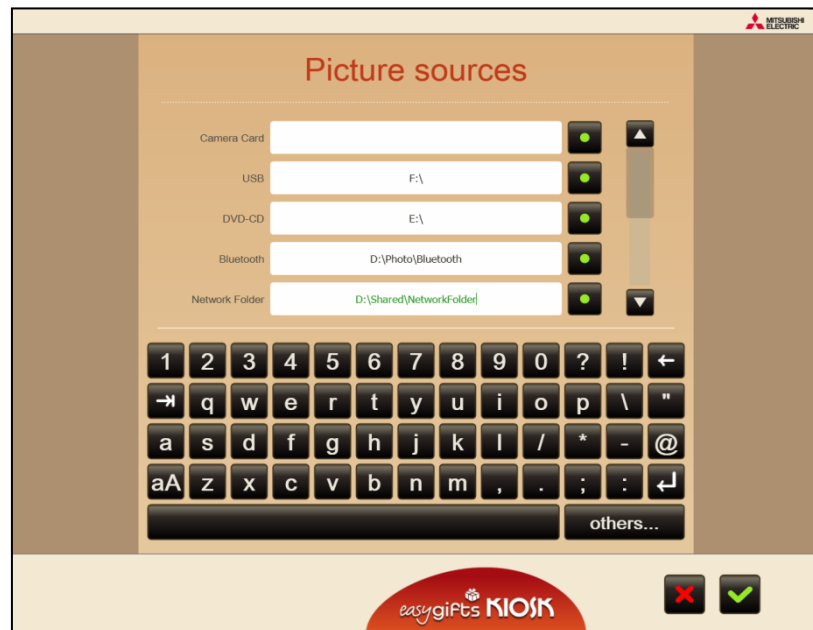 MITSUBISHI
ELECTRIC
Picture sources
Camera Card
USB F:\
DVD-CD E:\
Bluetooth D:\Photo\Bluetooth
Network Folder D:\Shared\NetworkFolder
1 2 3 4 5 6 7 8 9 0 ? ! ←
q w e r t y u i o p \ "
a s d f g h j k l / * - @
aA z x c v b n m , . ; : ↵
others...
easygifts KIOSK